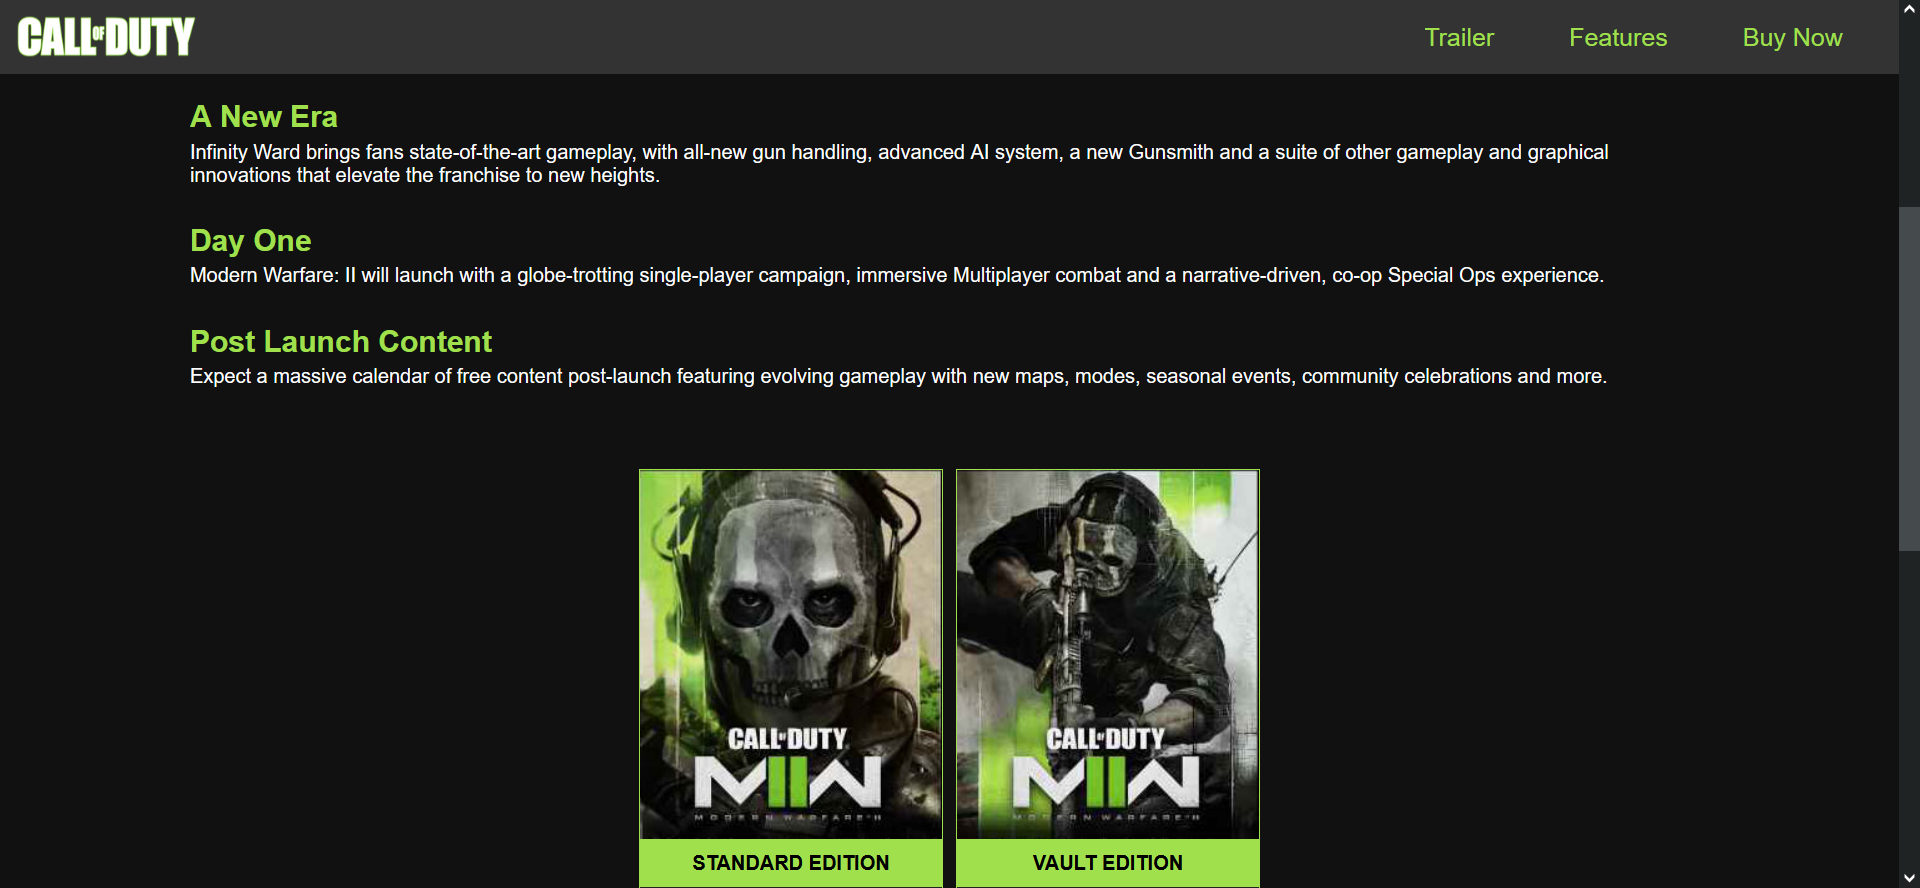 CALL OF DUTY
Trailer
Features
Buy Now
A New Era
Infinity Ward brings fans state-of-the-art gameplay, with all-new gun handling, advanced AI system, a new Gunsmith and a suite of other gameplay and graphical
innovations that elevate the franchise to new heights.
Day One
Modern Warfare: II will launch with a globe-trotting single-player campaign, immersive Multiplayer combat and a narrative-driven, co-op Special Ops experience.
Post Launch Content
Expect a massive calendar of free content post-launch featuring evolving gameplay with new maps, modes, seasonal events, community celebrations and more.
CALL OF DUTY
MIIW
MODERN WARFARE II
STANDARD EDITION
CALL OF DUTY
MIIW
MODERN WARFARE II
VAULT EDITION